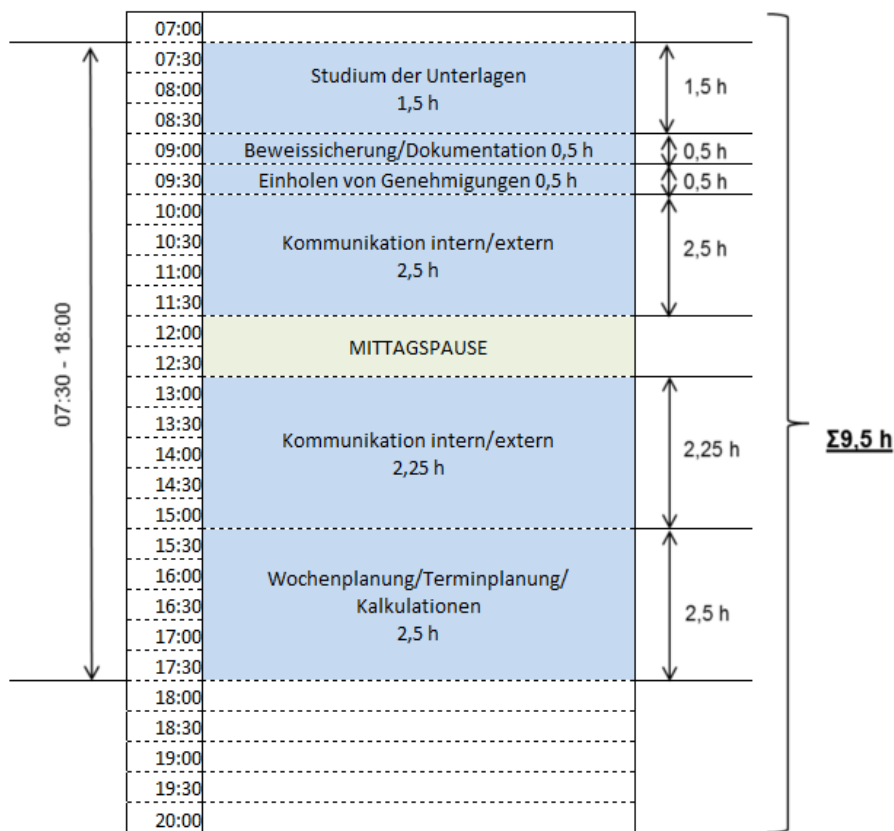 07:00
07:30
08:00
08:30
09:00
09:30
10:00
10:30
11:00
11:30
12:00
12:30
13:00
13:30
14:00
14:30
15:00
15:30
16:00
16:30
17:00
17:30
18:00
18:30
19:00
19:30
20:00
07:30 - 18:00
Studium der Unterlagen
1,5 h
Beweissicherung/Dokumentation 0,5 h
Einholen von Genehmigungen 0,5 h
Kommunikation intern/extern
2,5 h
MITTAGSPAUSE
Kommunikation intern/extern
2,25 h
Wochenplanung/Terminplanung/
Kalkulationen
2,5 h
1,5 h
0,5 h
0,5 h
2,5 h
2,25 h
2,5 h
Σ9,5 h